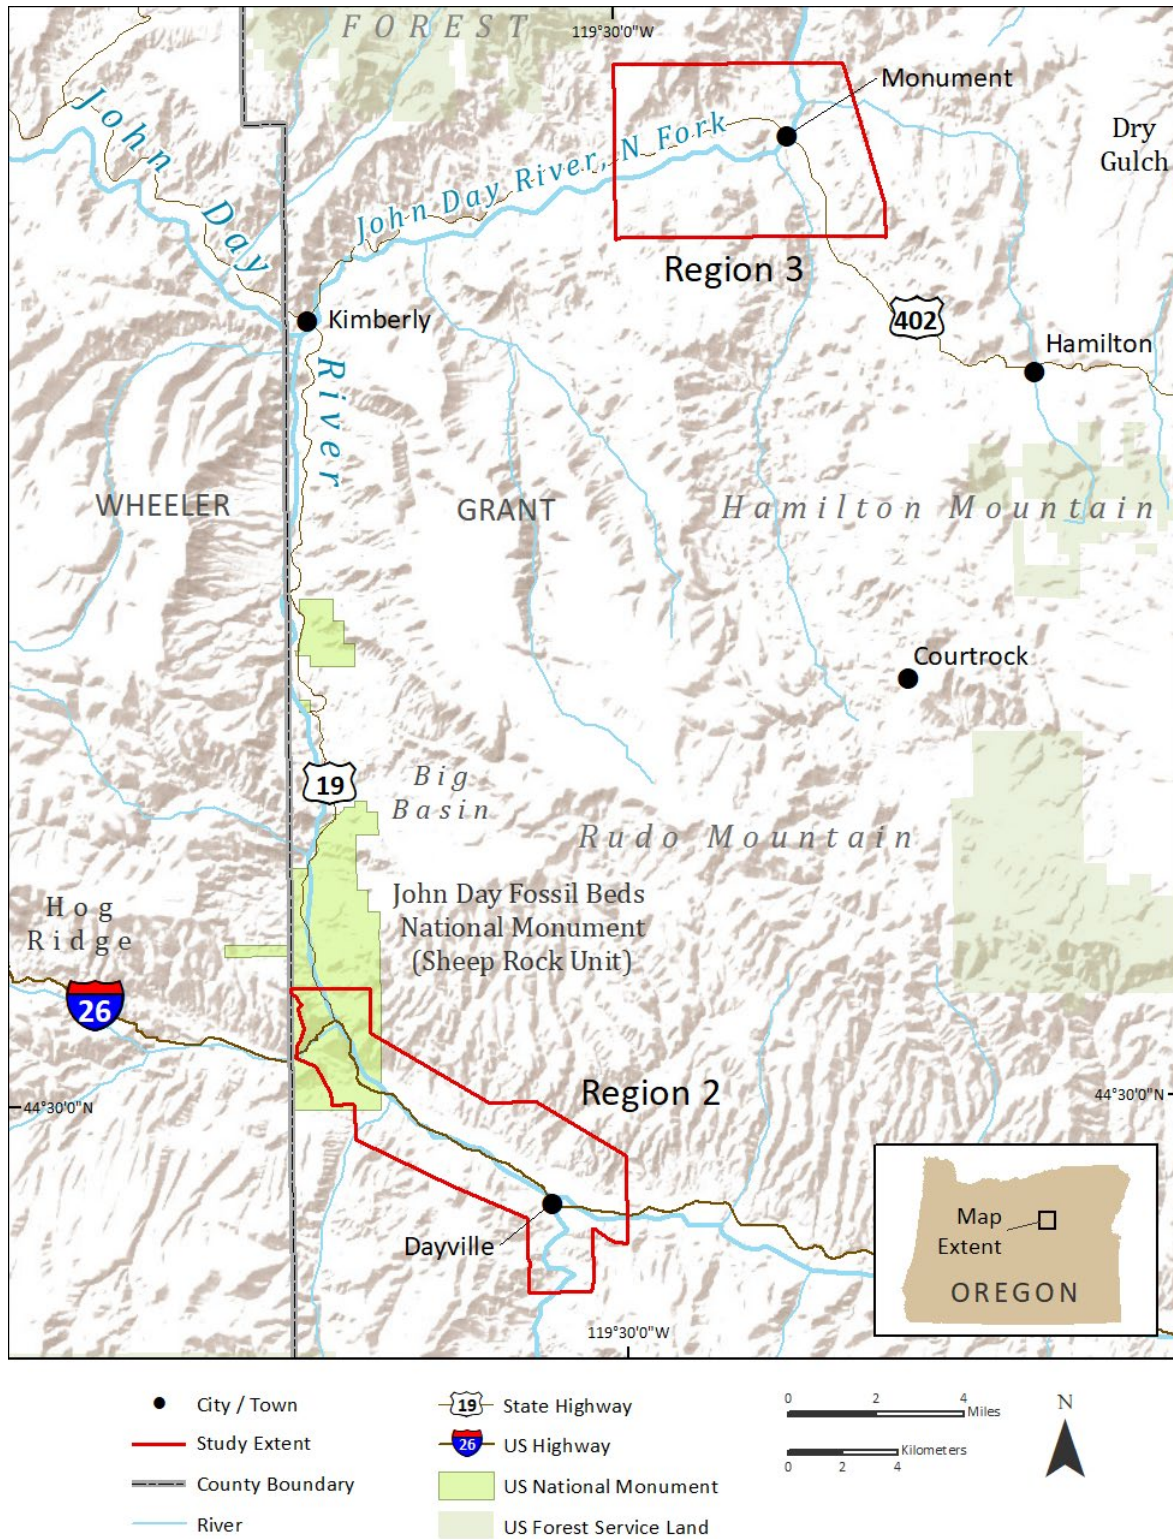 FOREST
119°30'0"W
Monument
John
Day
River
John Day River, N Fork
Dry
Gulch
Region 3
Kimberly
402
Hamilton
WHEELER
GRANT
Hamilton Mountain
Courtrock
19
Big
Basin
Rudo Mountain
John Day Fossil Beds
National Monument
(Sheep Rock Unit)
Hog
Ridge
26
Region 2
44°30'0"N
44°30'0"N
Dayville
Map
Extent
OREGON
119°30'0"W
City / Town
Study Extent
County Boundary
River
19
State Highway
26
US Highway
US National Monument
US Forest Service Land
0 2 4
Miles
Kilometers
0 2 4
N